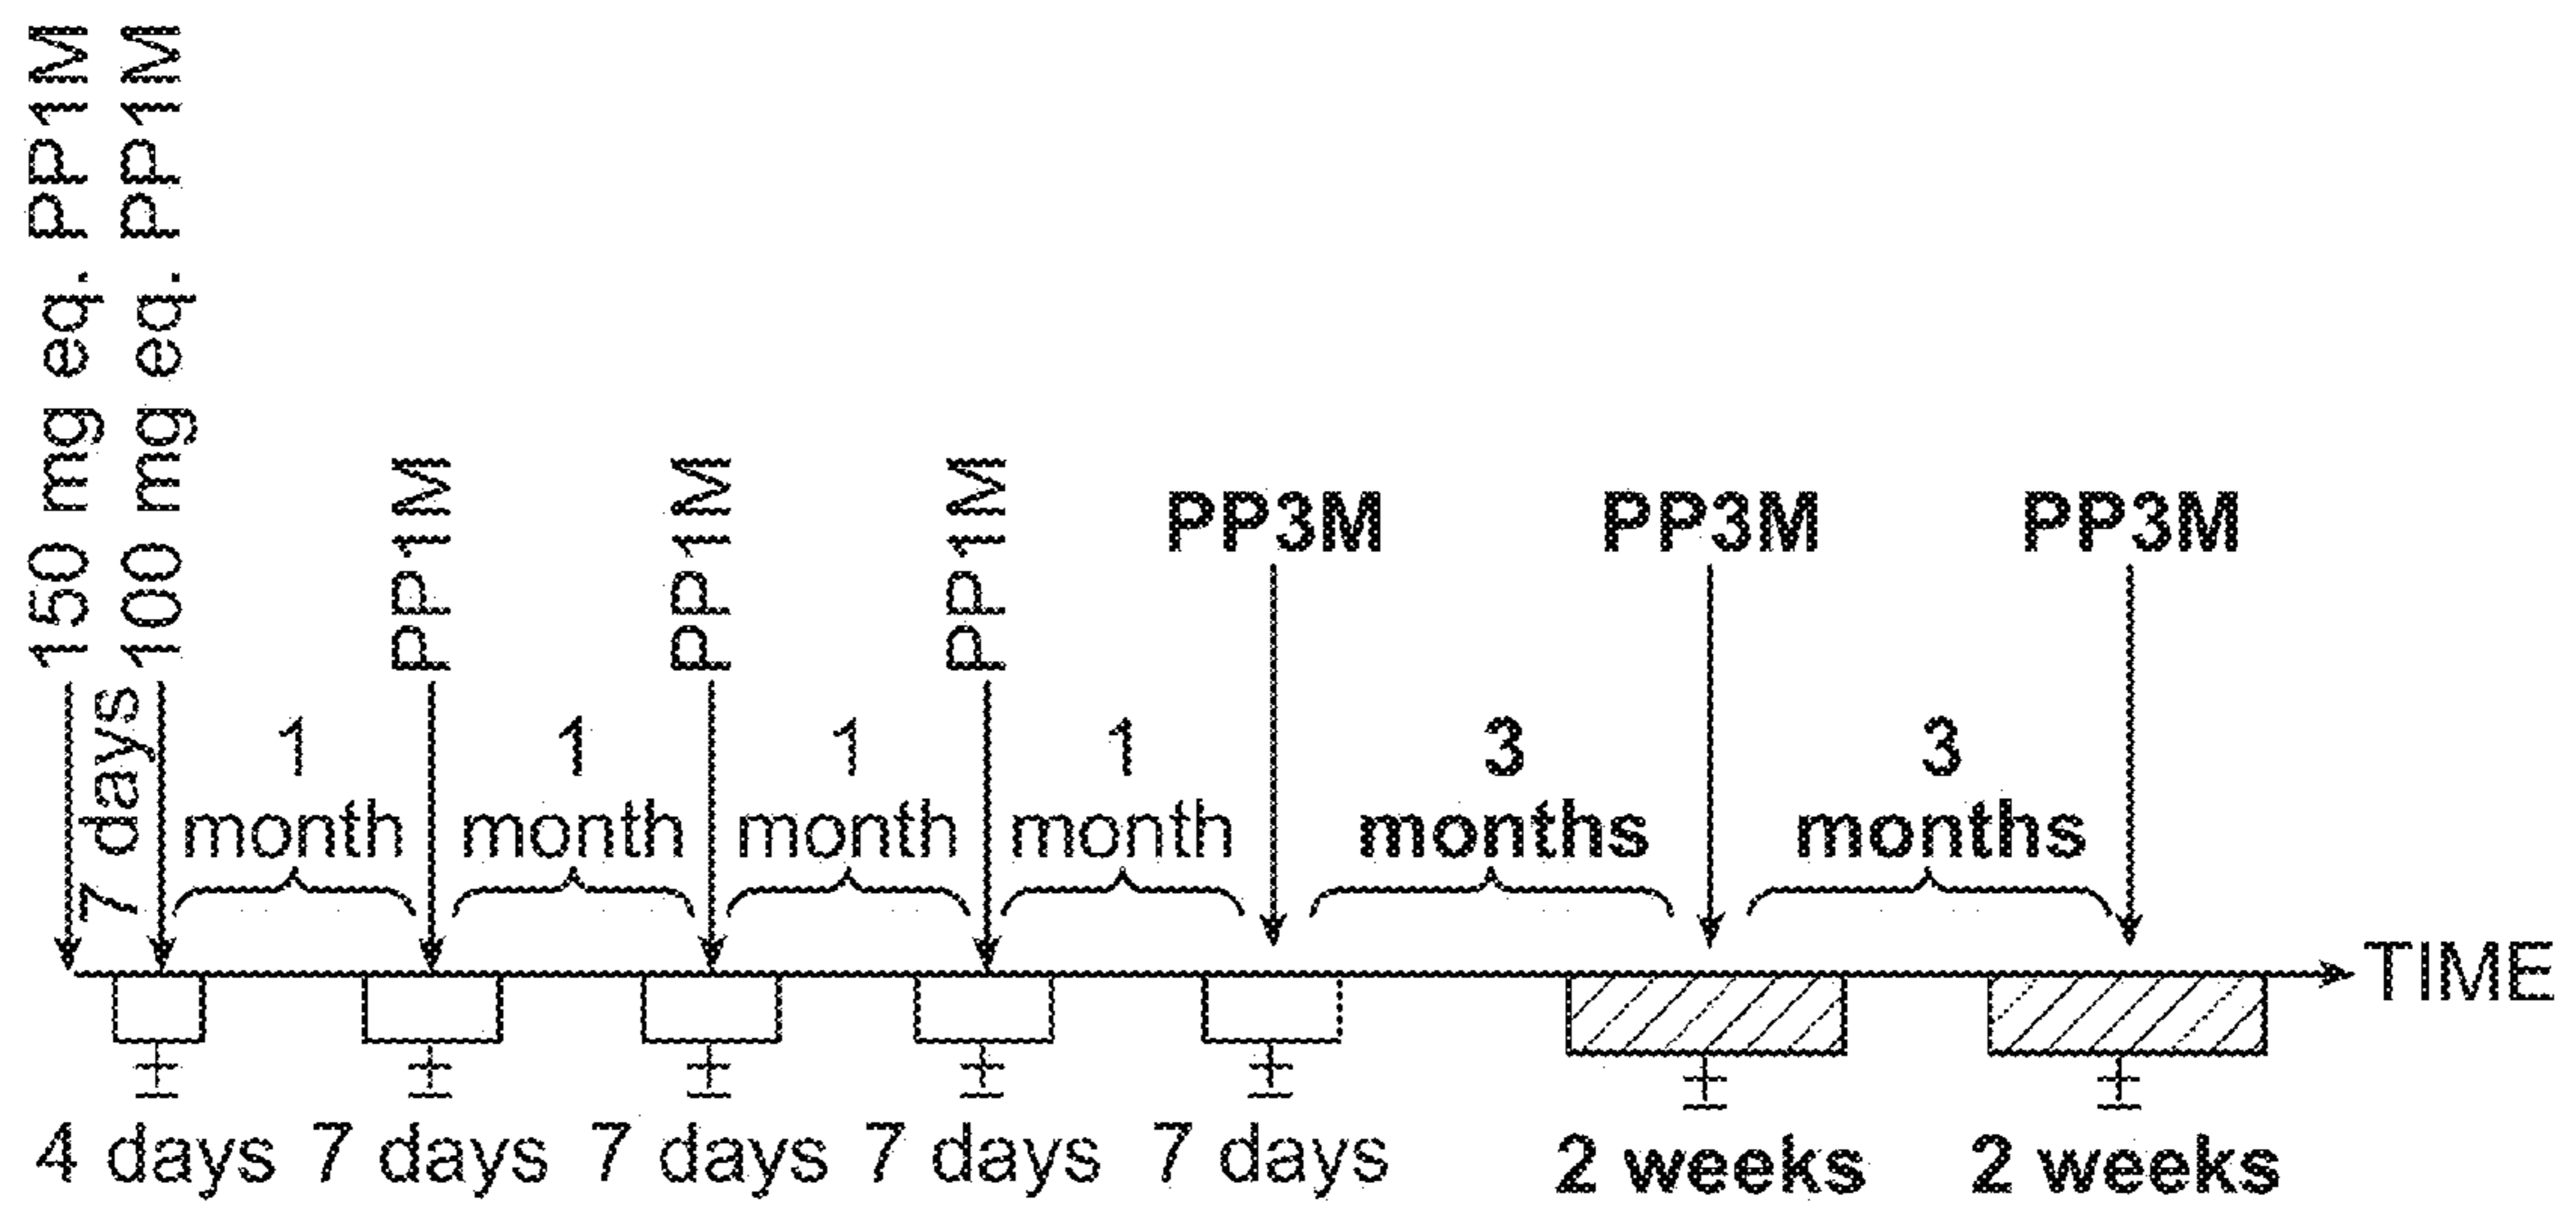 150 mg eq. PP1M
100 mg eq. PP1M
PP1M
PP1M
PP1M
PP3M
PP3M
PP3M
7 days
1
month
1
month
1
month
1
month
3
months
3
months
TIME
±
4 days
±
7 days
±
7 days
±
7 days
±
7 days
±
2 weeks
±
2 weeks